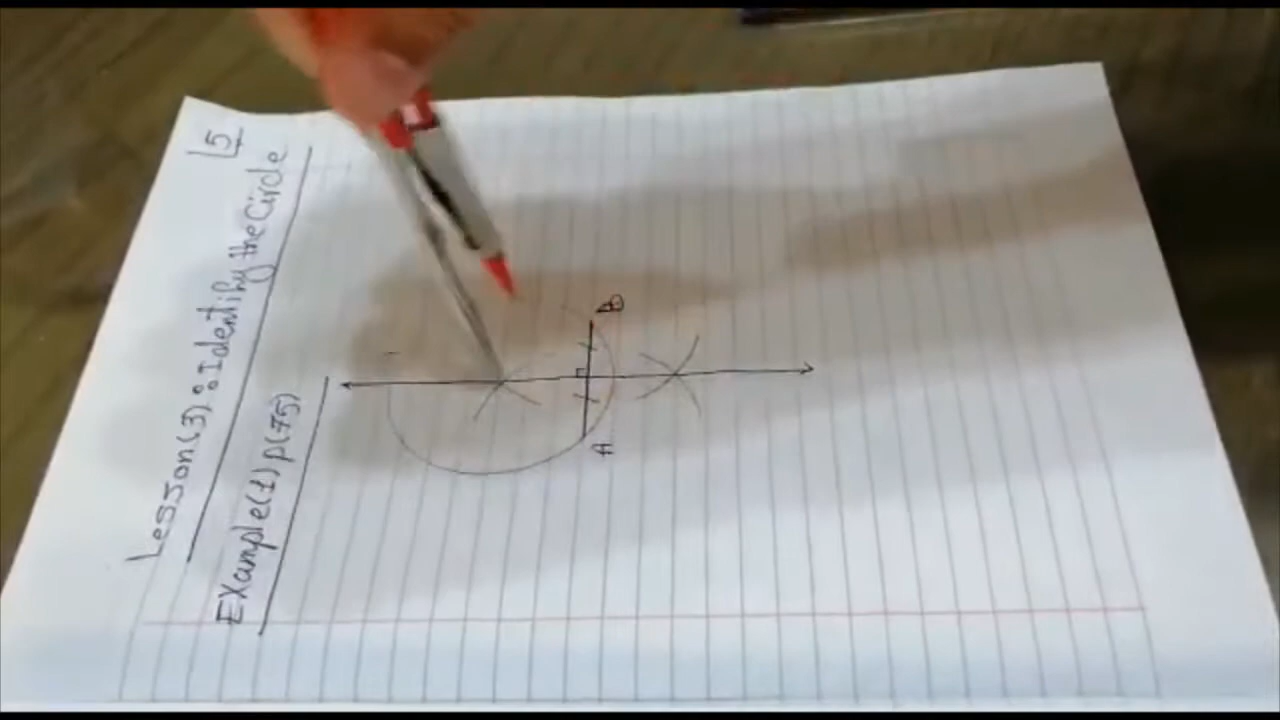 5
Lesson(3): Identify the Circle
Example(1) p(75)
B
A